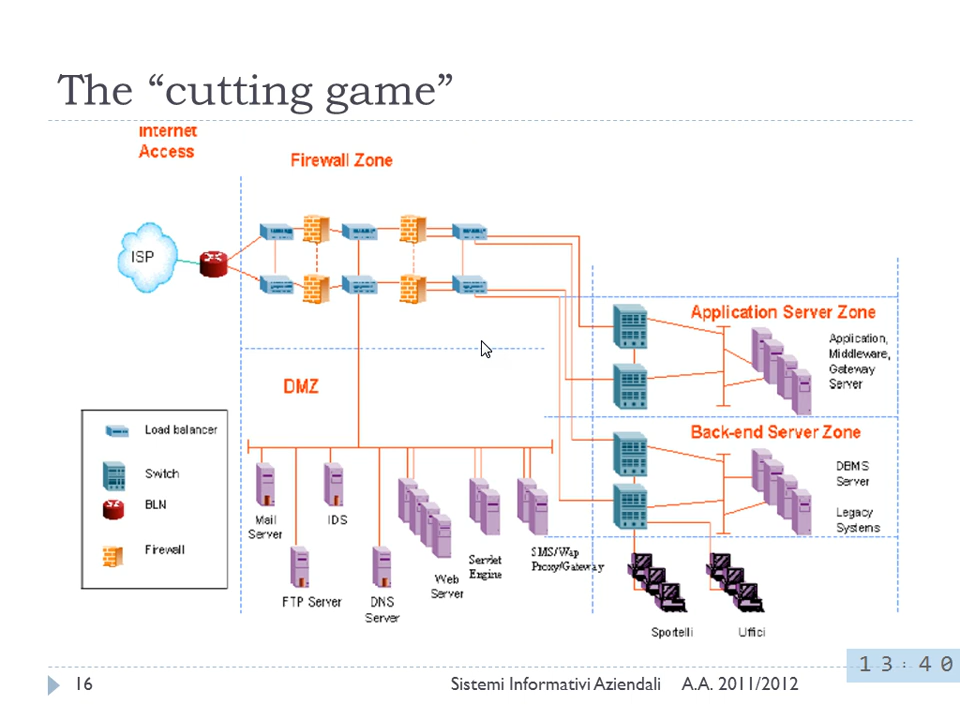 The “cutting game”
Internet
Access
Firewall Zone
ISP
Application Server Zone
Application,
Middleware,
Gateway
Server
DMZ
Load balancer
Switch
BLN
Firewall
Back-end Server Zone
DBMS
Server
Legacy
Systems
Mail
Server
IDS
FTP Server
DNS
Server
Web
Server
Servlet
Engine
SMS/Wap
Proxy/Gateway
Sportelli
Uffici
13:40
16
Sistemi Informativi Aziendali
A.A. 2011/2012